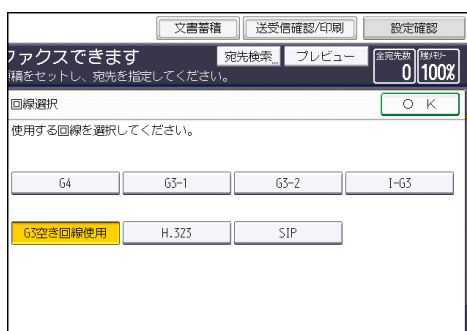 文書蓄積 送受信確認/印刷 設定確認
ファクスできます 宛先検索 プレビュー 全宛先数 残ﾒﾓﾘｰ
原稿をセットし、宛先を指定してください。 0 100%
回線選択 OK
使用する回線を選択してください。
G4 G3-1 G3-2 I-G3
G3空き回線使用 H.323 SIP